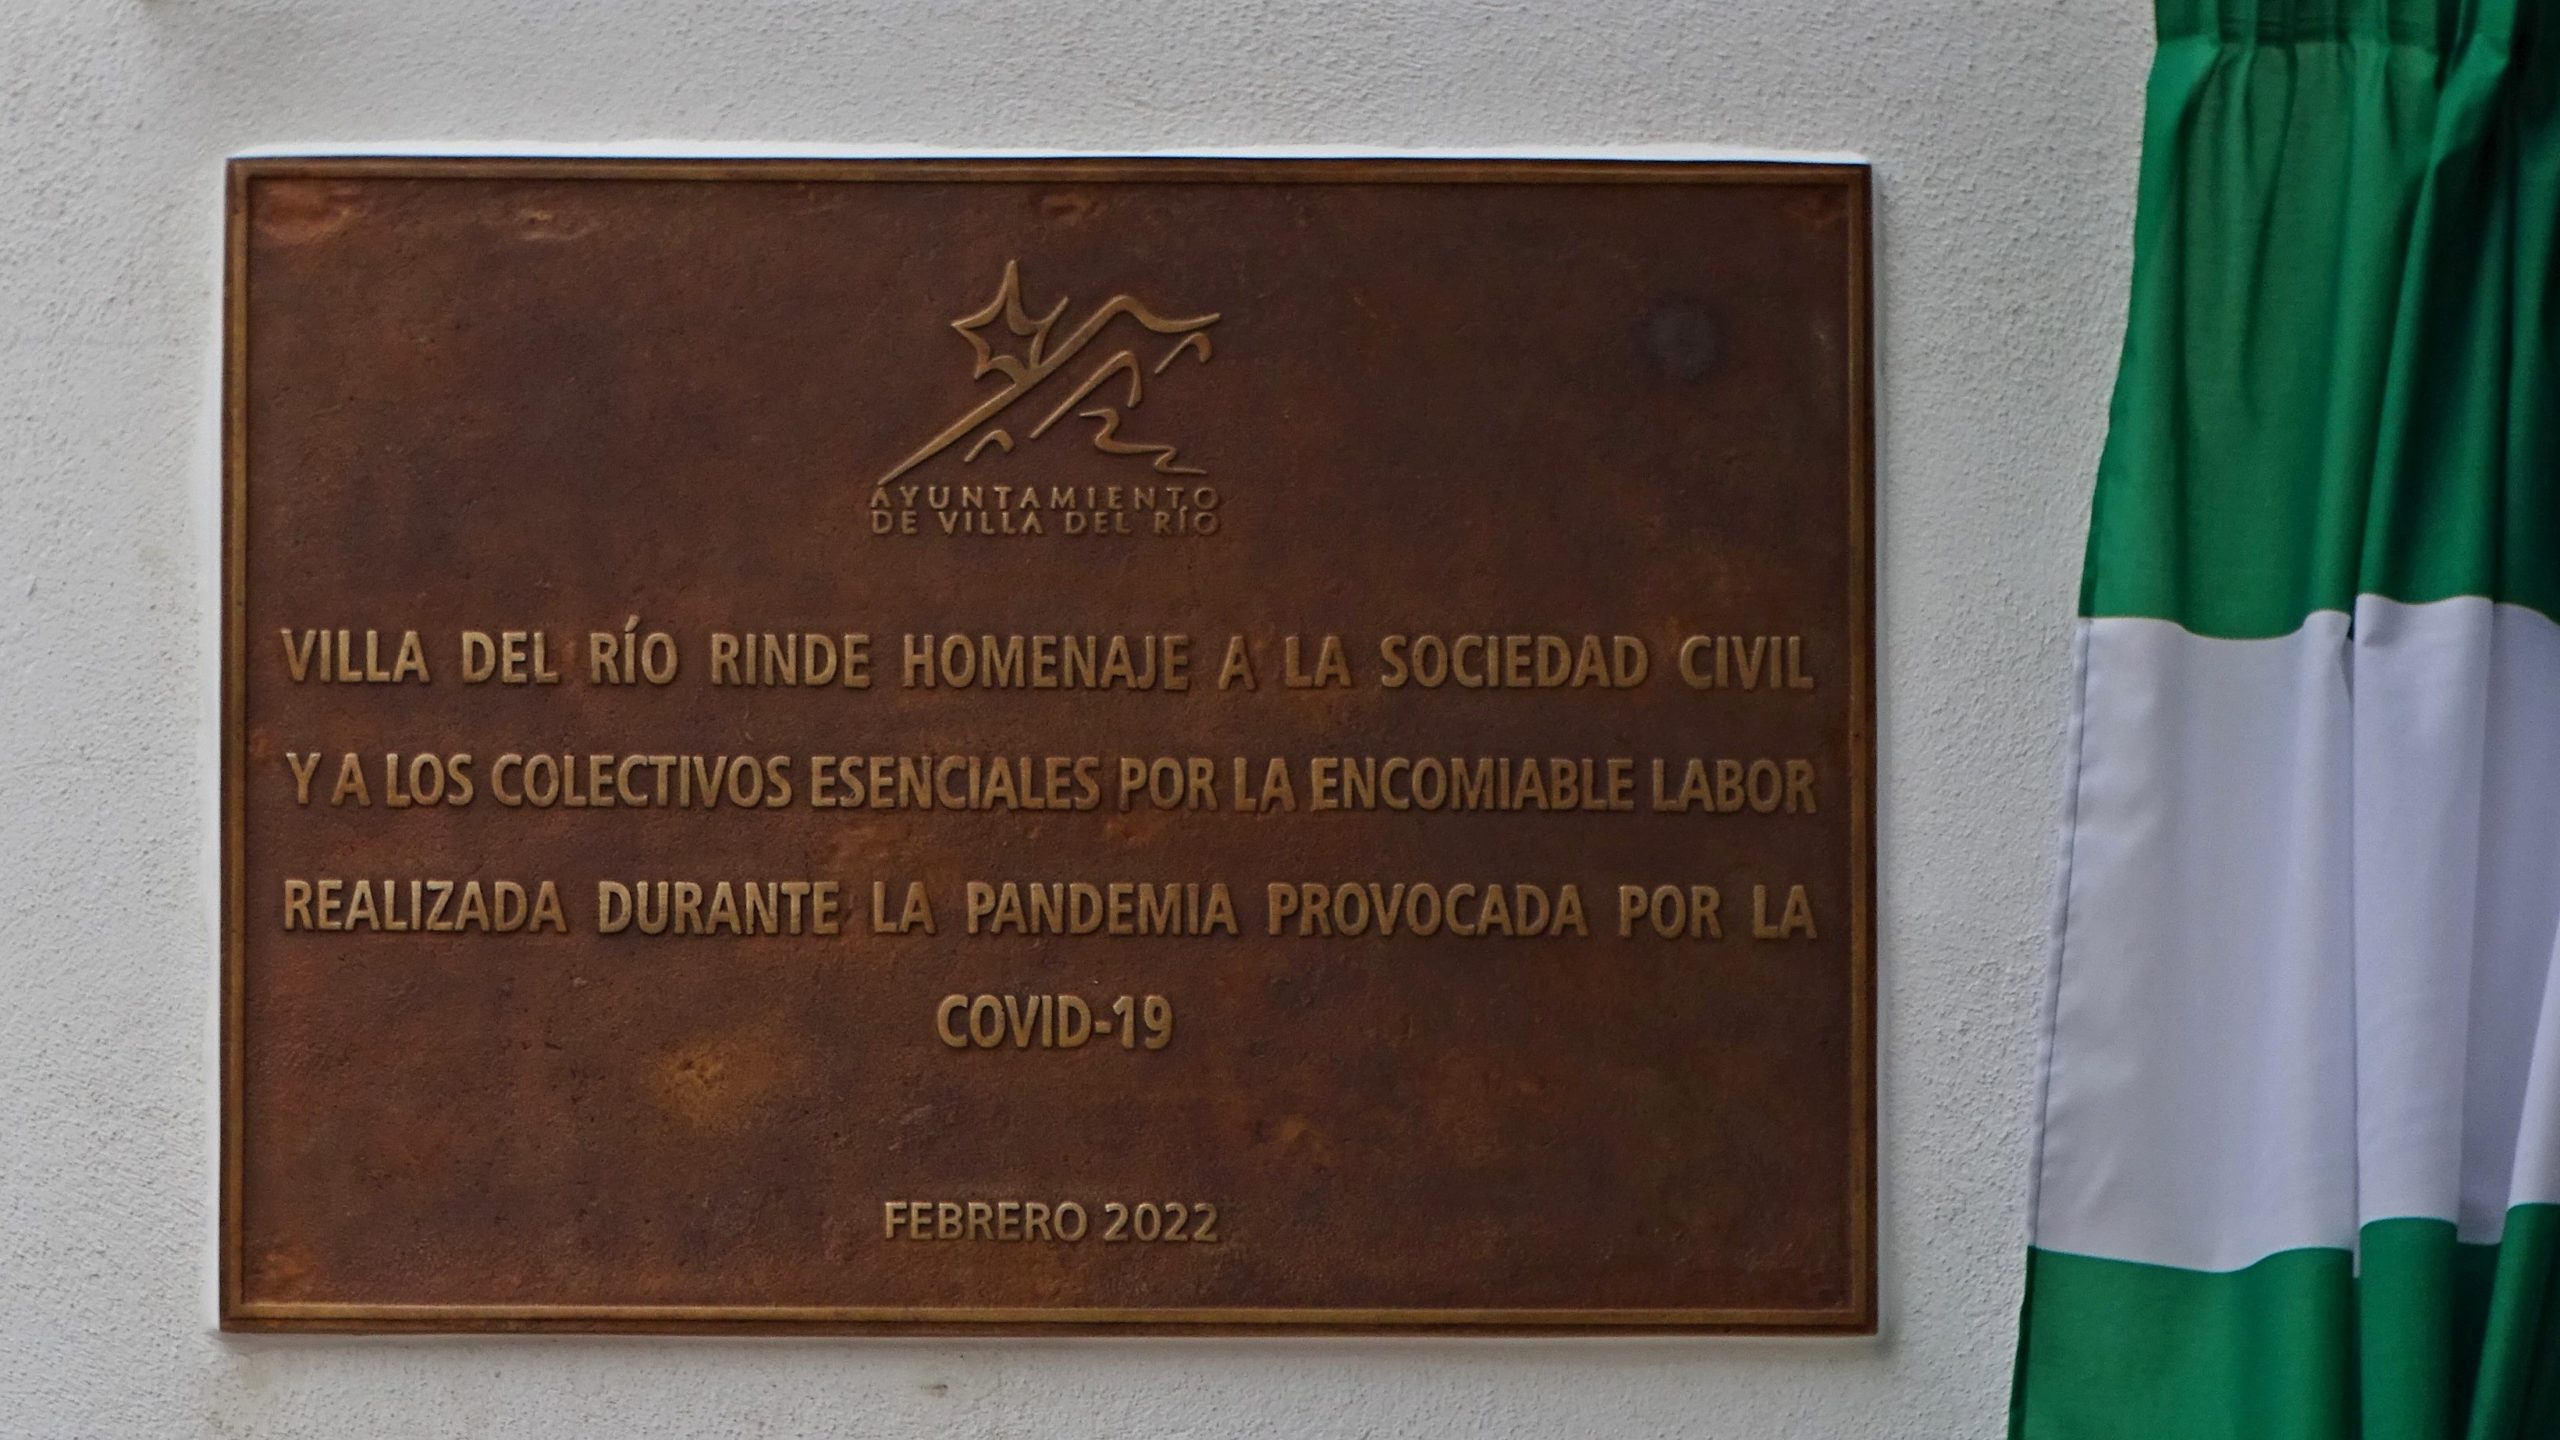 AYUNTAMIENTO
DE VILLA DEL RÍO
VILLA DEL RÍO RINDE HOMENAJE A LA SOCIEDAD CIVIL
Y A LOS COLECTIVOS ESENCIALES POR LA ENCOMIABLE LABOR
REALIZADA DURANTE LA PANDEMIA PROVOCADA POR LA
COVID-19
FEBRERO 2022